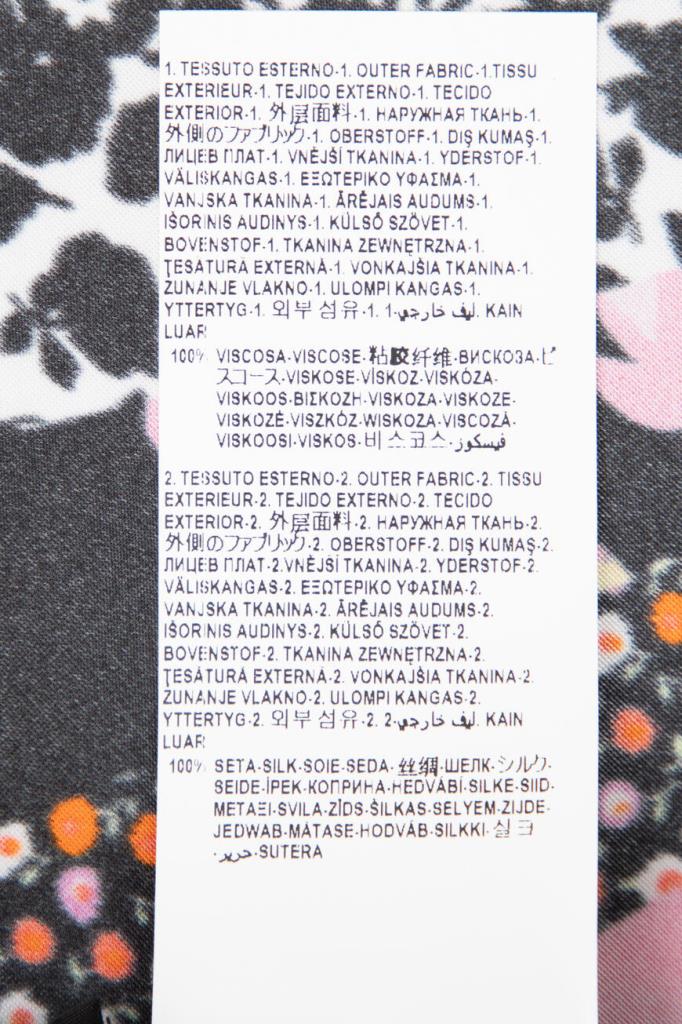 1. TESSUTO ESTERNO-1. OUTER FABRIC-1.TISSU
EXTERIEUR-1. TEJIDO EXTERNO-1. TECIDO
EXTERIOR-1. 外层面料-1. НАРУЖНАЯ ТКАНЬ-1.
外側のファブリック-1. OBERSTOFF-1. DIŞ KUMAŞ-1.
ЛИЦЕВ ПЛАТ-1. VNĚJŠÍ TKANINA-1. YDERSTOF-1.
VÄLISKANGAS-1. ΕΞΩΤΕΡΙΚΟ ΥΦΑΣΜΑ-1.
VANJSKA TKANINA-1. ĀRĒJAIS AUDUMS-1.
IŠORINIS AUDINYS-1. KÜLSŐ SZÖVET-1.
BOVENSTOF-1. TKANINA ZEWNĘTRZNA-1.
ŢESĂTURĂ EXTERNĂ-1. VONKAJŠIA TKANINA-1.
ZUNANJE VLAKNO-1. ULOMPI KANGAS-1.
YTTERTYG-1. 외부 섬유-1. 1-ليف خارجي. KAIN
LUAR
100% VISCOSA-VISCOSE-粘胶纤维-ВИСКОЗА-ビ
スコース-VISKOSE-VİSKOZ-VISKÓZA-
VISKOOS-ΒΙΣΚΟΖΗ-VISKOZA-VISKOZE-
VISKOZĖ-VISZKÓZ-WISKOZA-VISCOZĂ-
VISKOOSI-VISKOS-비스코스-فيسكوز
2. TESSUTO ESTERNO-2. OUTER FABRIC-2. TISSU
EXTERIEUR-2. TEJIDO EXTERNO-2. TECIDO
EXTERIOR-2. 外层面料-2. НАРУЖНАЯ ТКАНЬ-2.
外側のファブリック-2. OBERSTOFF-2. DIŞ KUMAŞ-2.
ЛИЦЕВ ПЛАТ-2.VNĚJŠÍ TKANINA-2. YDERSTOF-2.
VÄLISKANGAS-2. ΕΞΩΤΕΡΙΚΟ ΥΦΑΣΜΑ-2.
VANJSKA TKANINA-2. ĀRĒJAIS AUDUMS-2.
IŠORINIS AUDINYS-2. KÜLSŐ SZÖVET-2.
BOVENSTOF-2. TKANINA ZEWNĘTRZNA-2.
ŢESĂTURĂ EXTERNĂ-2. VONKAJŠIA TKANINA-2.
ZUNANJE VLAKNO-2. ULOMPI KANGAS-2.
YTTERTYG-2. 외부 섬유-2. 2-ليف خارجي. KAIN
LUAR
100% SETA-SILK-SOIE-SEDA-丝绸-ШЕЛК-シルク-
SEIDE-İPEK-КОПРИНА-HEDVÁBÍ-SILKE-SIID-
ΜΕΤΑΞΙ-SVILA-ZĪDS-ŠILKAS-SELYEM-ZIJDE-
JEDWAB-MĂTASE-HODVÁB-SILKKI-실크
-حرير-SUTERA